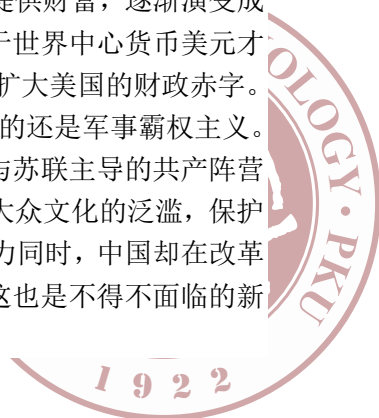 提供财富，逐渐演变成
于世界中心货币美元才
扩大美国的财政赤字。
的还是军事霸权主义。
与苏联主导的共产阵营
大众文化的泛滥，保护
力同时，中国却在改革
这也是不得不面临的新
OLOGY · PKU
1922